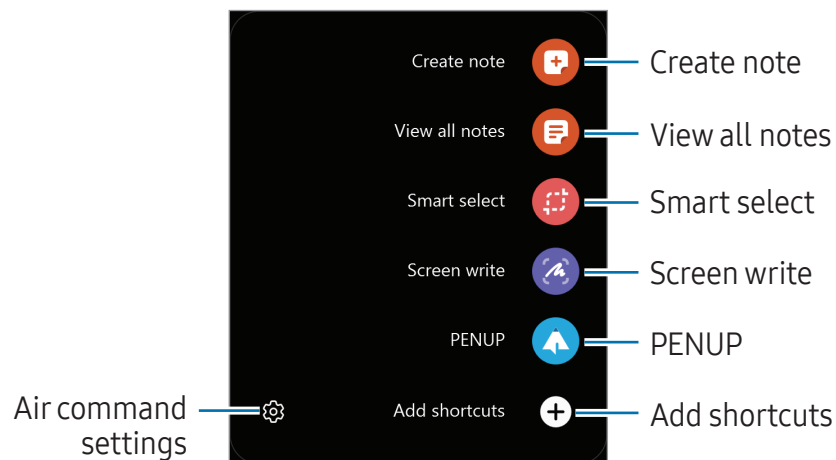 Create note Create note
View all notes View all notes
Smart select Smart select
Screen write Screen write
PENUP PENUP
Air command
settings
Add shortcuts Add shortcuts